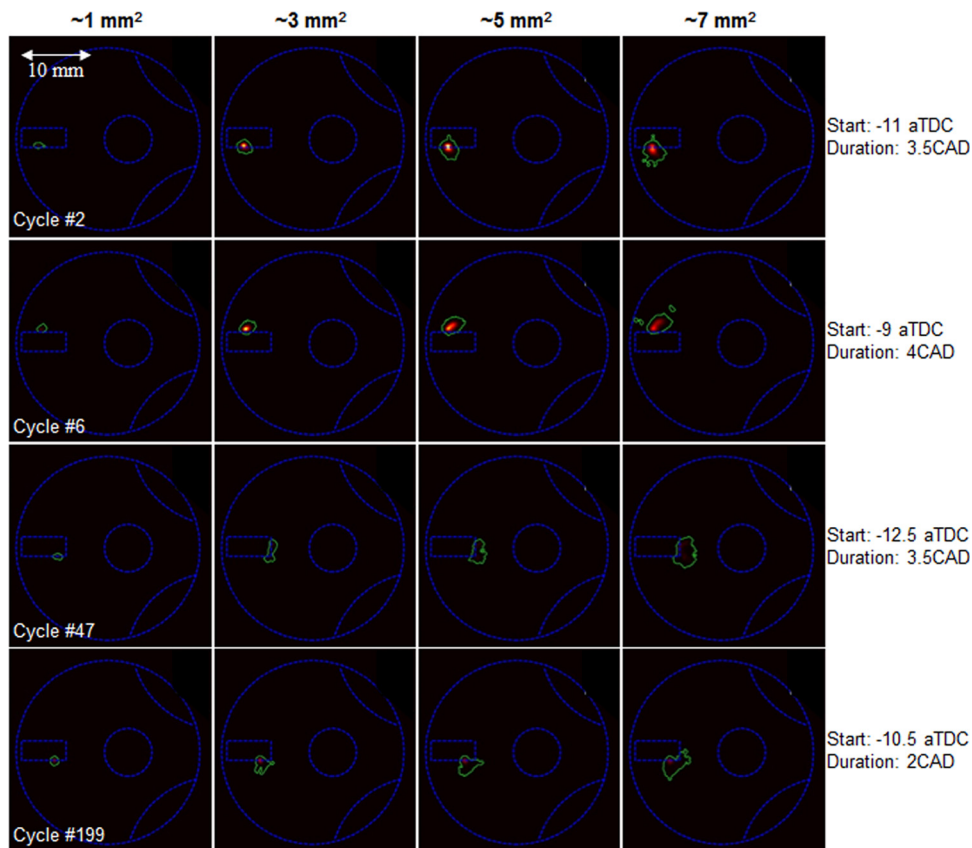 ~1 mm²
~3 mm²
~5 mm²
~7 mm²
10 mm
Start: -11 aTDC
Duration: 3.5CAD
Cycle #2
Start: -9 aTDC
Duration: 4CAD
Cycle #6
Start: -12.5 aTDC
Duration: 3.5CAD
Cycle #47
Start: -10.5 aTDC
Duration: 2CAD
Cycle #199